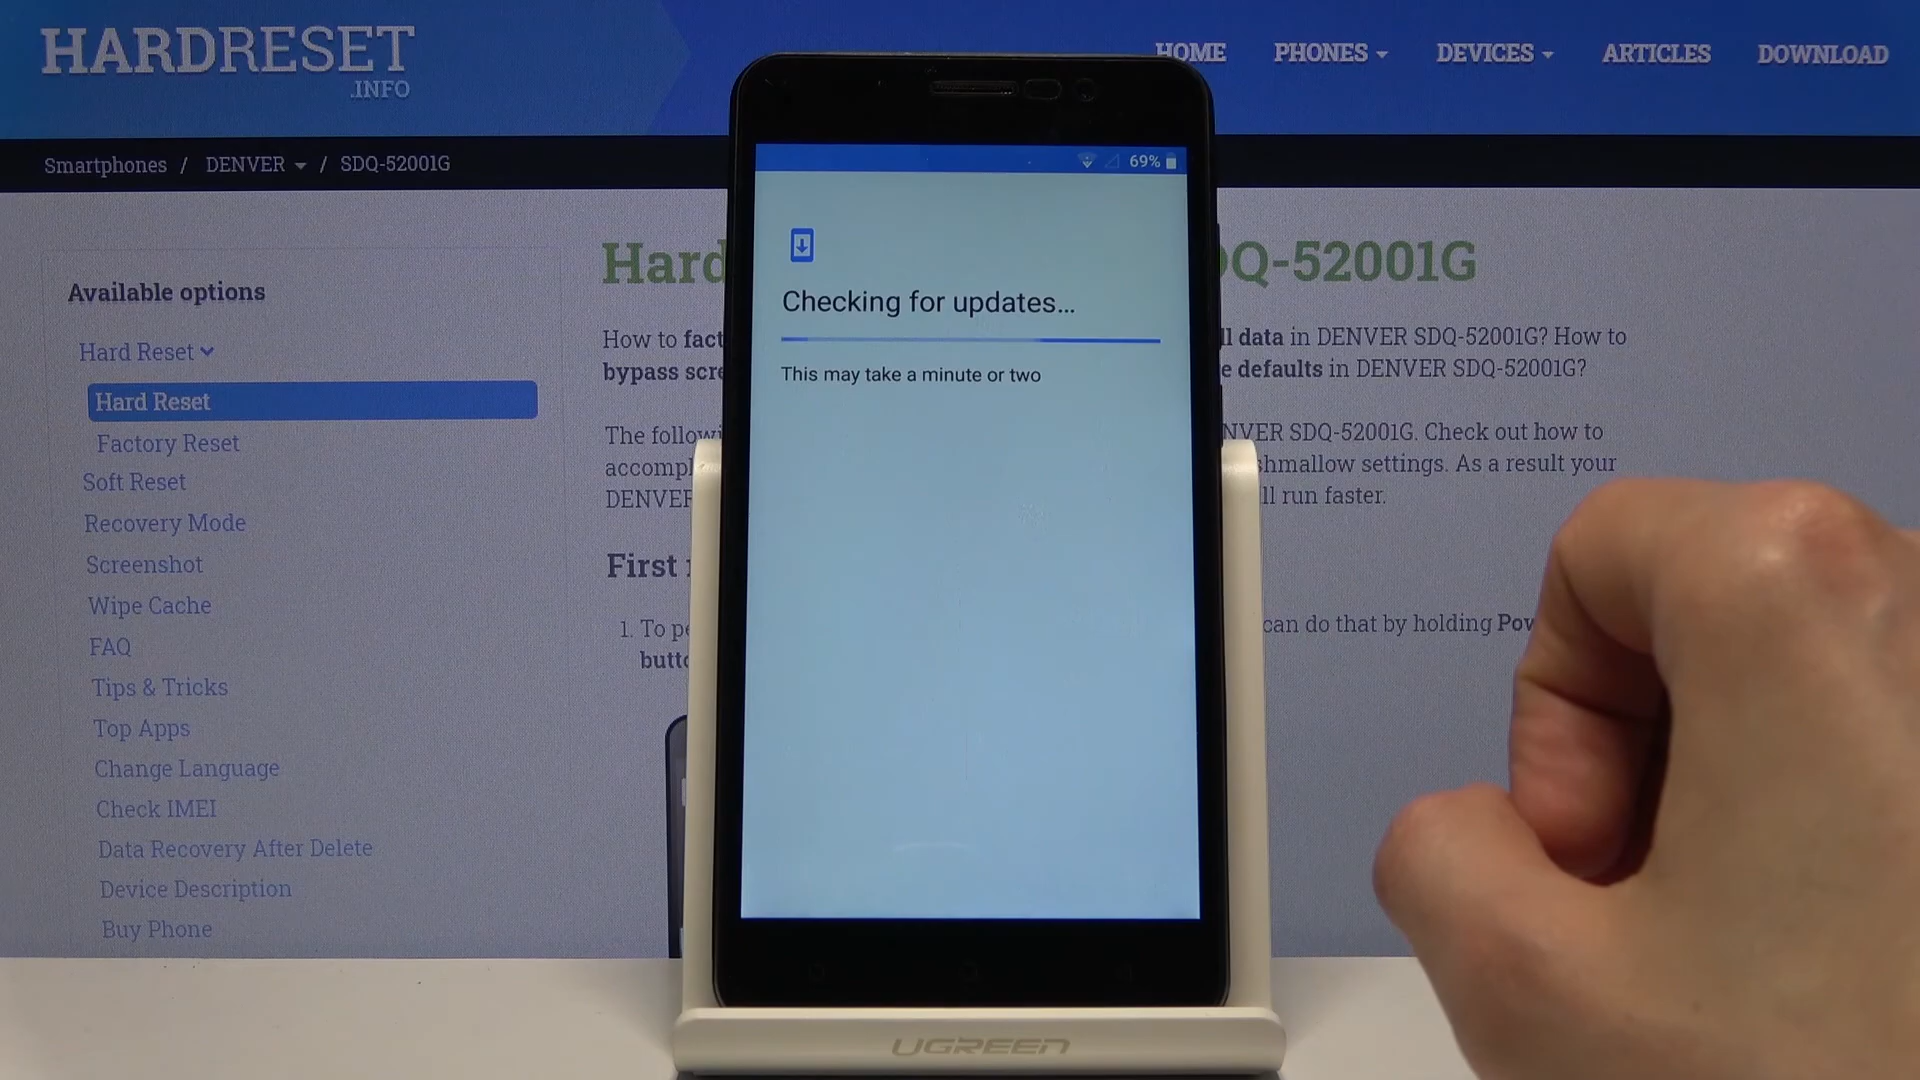 HARDRESET
.INFO
HOME PHONES DEVICES ARTICLES DOWNLOAD
Smartphones / DENVER / SDQ-52001G
69%
Checking for updates...
This may take a minute or two
Available options
Hard Reset
Hard Reset
Factory Reset
Soft Reset
Recovery Mode
Screenshot
Wipe Cache
FAQ
Tips & Tricks
Top Apps
Change Language
Check IMEI
Data Recovery After Delete
Device Description
Buy Phone
Hard DQ-52001G
How to fact ll data in DENVER SDQ-52001G? How to
bypass scre e defaults in DENVER SDQ-52001G?
The followi NVER SDQ-52001G. Check out how to
accompl shmallow settings. As a result your
DENVER ll run faster.
First
1. To pe can do that by holding Pow
butto
UGREEN